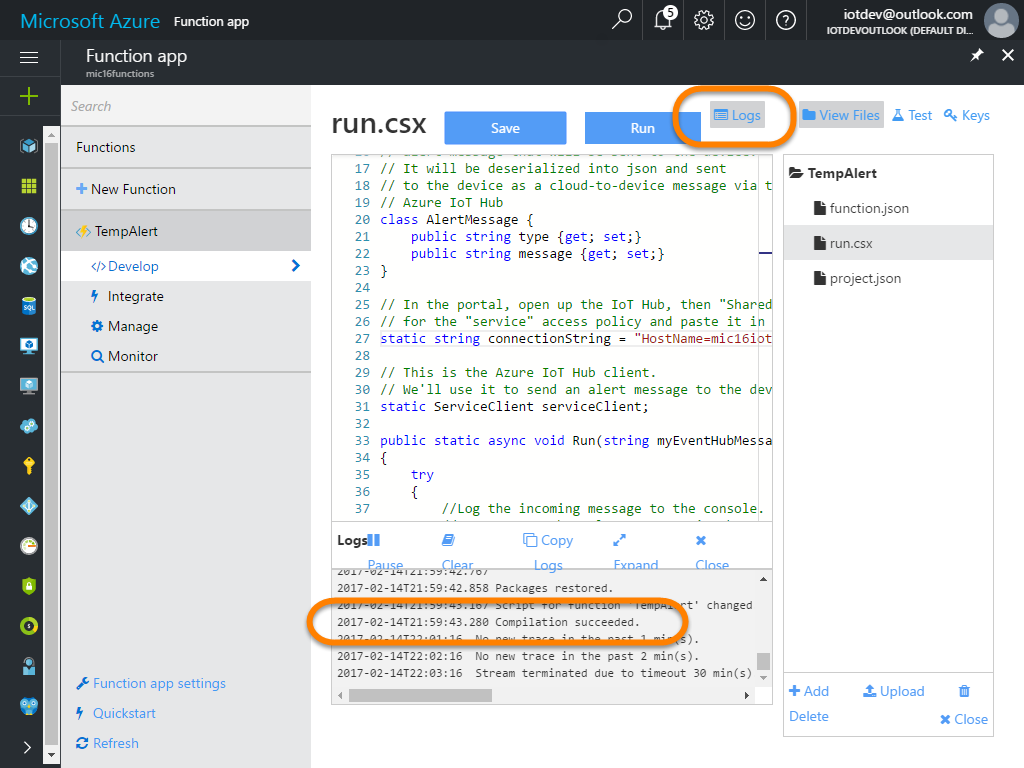 Microsoft Azure Function app
5
iotdev@outlook.com
IOTDEVOUTLOOK (DEFAULT DI...
Function app
mic16functions
Search
Functions
New Function
TempAlert
</> Develop
Integrate
Manage
Monitor
Function app settings
Quickstart
Refresh
SQL
run.csx
Save
Run
Logs
View Files
Test
Keys
17 // It will be deserialized into json and sent
18 // to the device as a cloud-to-device message via t
19 // Azure IoT Hub
20 class AlertMessage {
21 public string type {get; set;}
22 public string message {get; set;}
23 }
24
25 // In the portal, open up the IoT Hub, then "Shared
26 // for the "service" access policy and paste it in
27 static string connectionString = "HostName=mic16iot
28
29 // This is the Azure IoT Hub client.
30 // We'll use it to send an alert message to the dev
31 static ServiceClient serviceClient;
32
33 public static async void Run(string myEventHubMessa
34 {
35 try
36 {
37 //Log the incoming message to the console.
Logs
Pause
Clear
Copy Logs
Expand
Close
2017-02-14T21:59:42.767
2017-02-14T21:59:42.858 Packages restored.
2017-02-14T21:59:43.167 Script for function 'TempAlert' changed
2017-02-14T21:59:43.280 Compilation succeeded.
2017-02-14T22:01:16 No new trace in the past 1 min(s).
2017-02-14T22:02:16 No new trace in the past 2 min(s).
2017-02-14T22:03:16 Stream terminated due to timeout 30 min(s)
TempAlert
function.json
run.csx
project.json
Add
Upload
Delete
Close